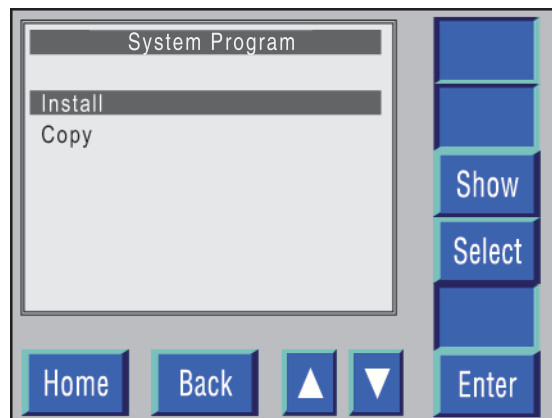 System Program
Install
Copy
Show
Select
Home
Back
Enter